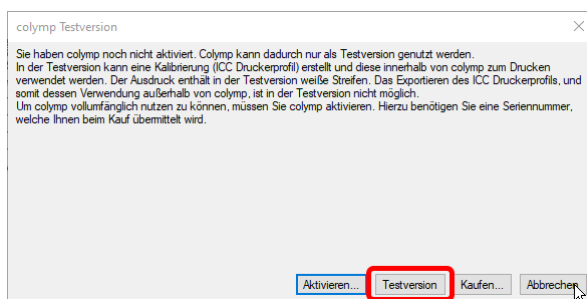 colymp Testversion
Sie haben colymp noch nicht aktiviert. Colymp kann dadurch nur als Testversion genutzt werden.
In der Testversion kann eine Kalibrierung (ICC Druckerprofil) erstellt und diese innerhalb von colymp zum Drucken
verwendet werden. Der Ausdruck enthält in der Testversion weiße Streifen. Das Exportieren des ICC Druckerprofils, und
somit dessen Verwendung außerhalb von colymp, ist in der Testversion nicht möglich.
Um colymp vollumfänglich nutzen zu können, müssen Sie colymp aktivieren. Hierzu benötigen Sie eine Seriennummer,
welche Ihnen beim Kauf übermittelt wird.
Aktivieren... Testversion Kaufen... Abbrechen